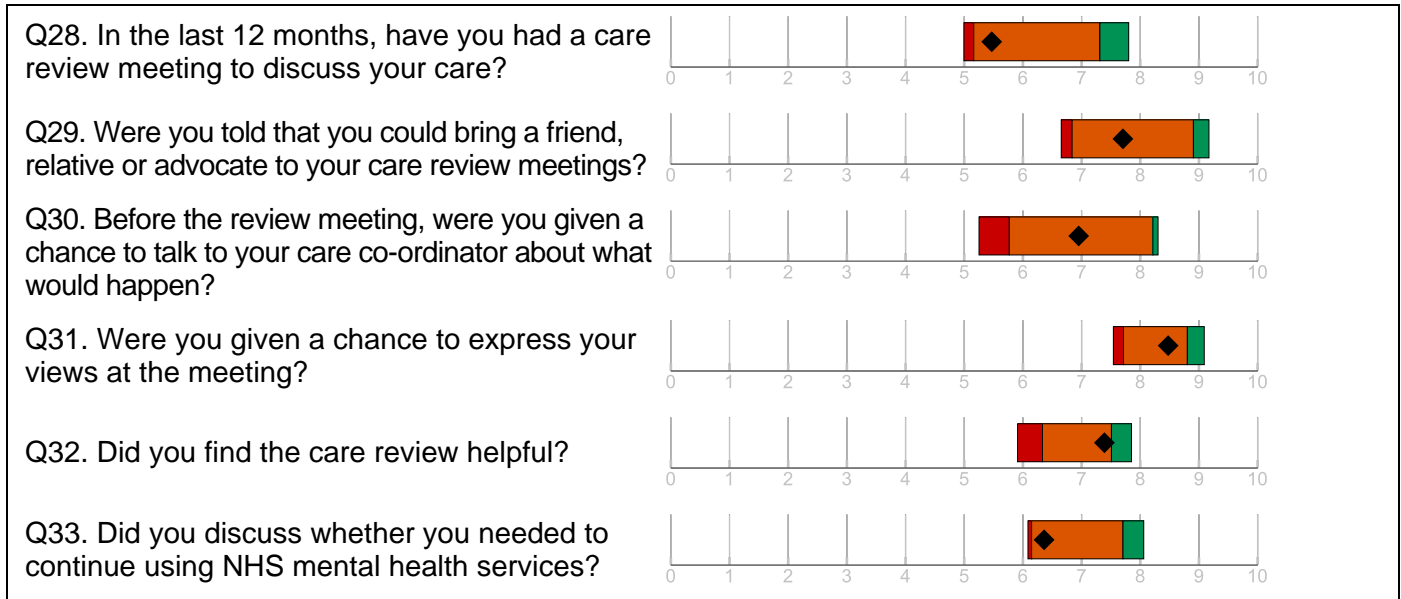 Q28. In the last 12 months, have you had a care
review meeting to discuss your care?
0 1 2 3 4 5 6 7 8 9 10
Q29. Were you told that you could bring a friend,
relative or advocate to your care review meetings?
0 1 2 3 4 5 6 7 8 9 10
Q30. Before the review meeting, were you given a
chance to talk to your care co-ordinator about what
would happen?
0 1 2 3 4 5 6 7 8 9 10
Q31. Were you given a chance to express your
views at the meeting?
0 1 2 3 4 5 6 7 8 9 10
Q32. Did you find the care review helpful?
0 1 2 3 4 5 6 7 8 9 10
Q33. Did you discuss whether you needed to
continue using NHS mental health services?
0 1 2 3 4 5 6 7 8 9 10